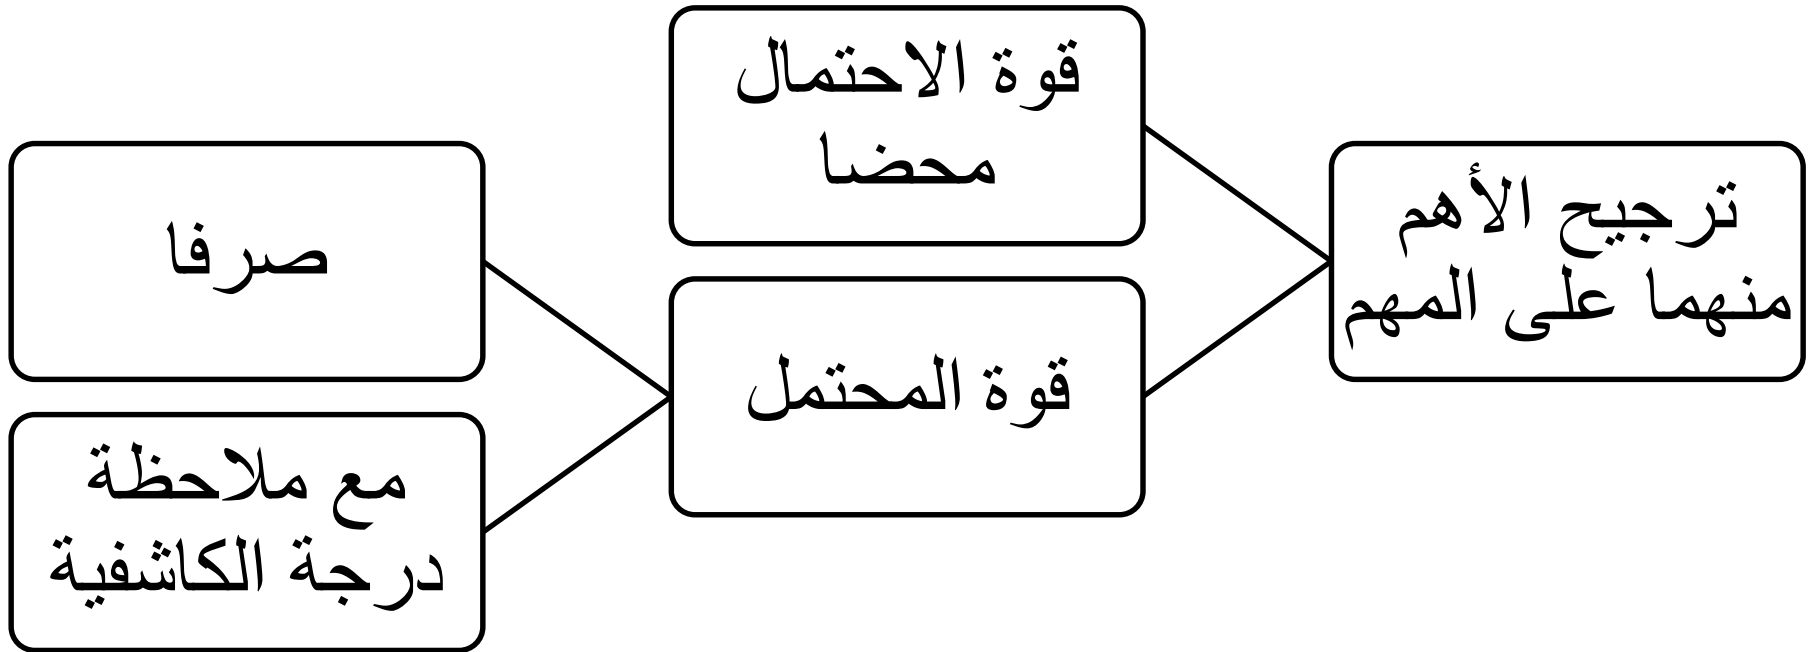 ترجيح الأهم
منهما على المهم
قوة الاحتمال
محضا
قوة المحتمل
صرفا
مع ملاحظة
درجة الكاشفية